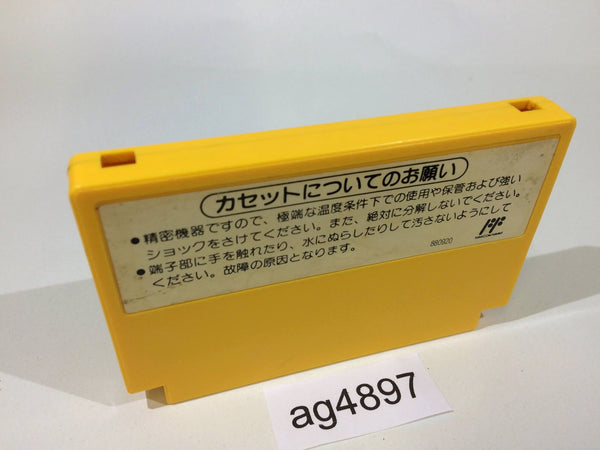 カセットについてのお願い
●精密機器ですので、極端な温度条件下での使用や保管および強い
ショックをさけてください。また、絶対に分解しないでください。
●端子部に手を触れたり、水にぬらしたりして汚さないようにして
ください。故障の原因となります。
880920
ag4897